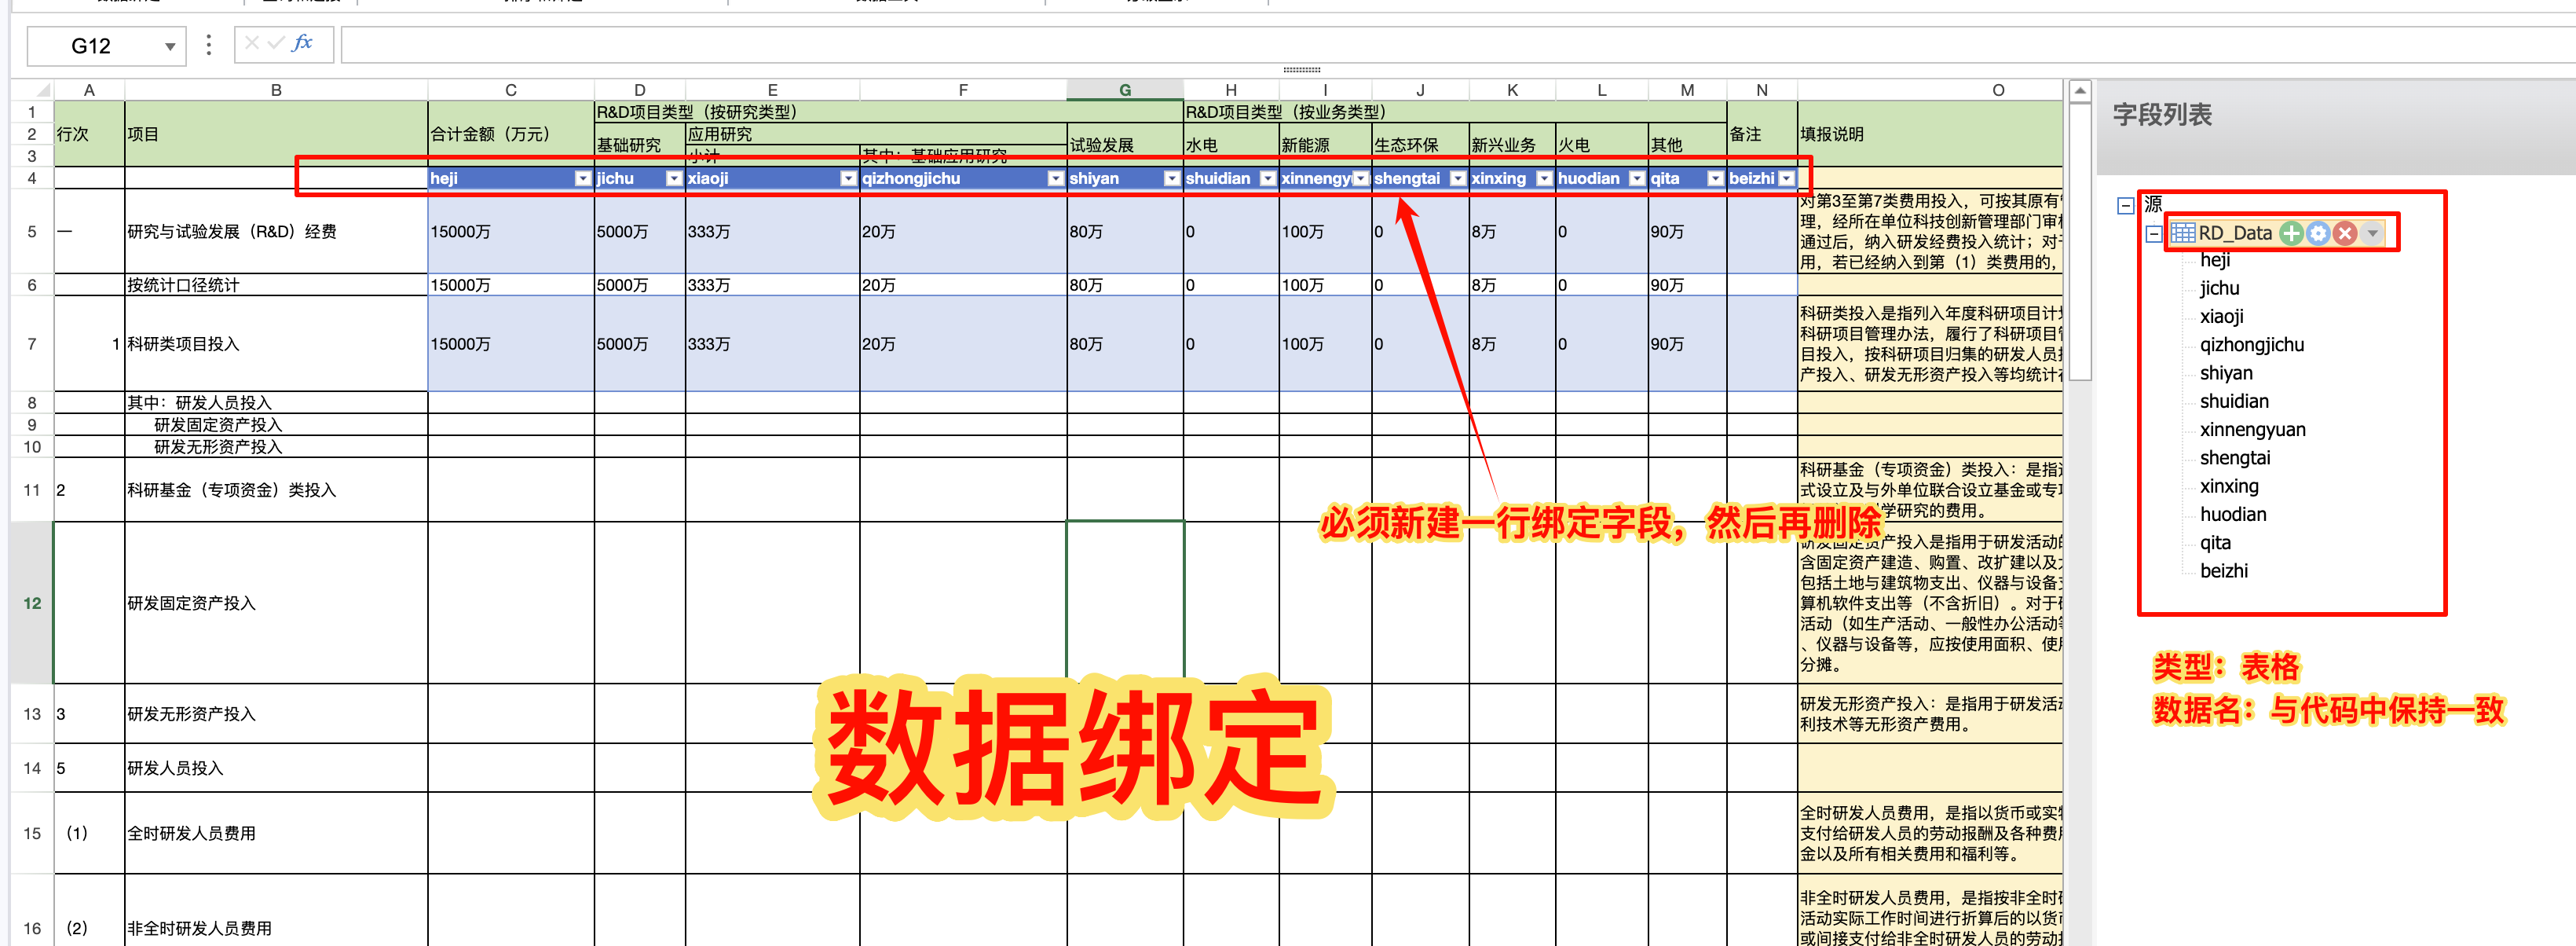 G12
fx
A B C D E F G H I J K L M N O
字段列表
1 R&D项目类型（按研究类型） R&D项目类型（按业务类型）
2 行次 项目 合计金额（万元） 基础研究 应用研究 试验发展 水电 新能源 生态环保 新兴业务 火电 其他 备注 填报说明
3 小计 其中：基础应用研究
4 heji jichu xiaoji qizhongjichu shiyan shuidian xinnengyu shengtai xinxing huodian qita beizhi
5 一 研究与试验发展（R&D）经费 15000万 5000万 333万 20万 80万 0 100万 0 8万 0 90万
对第3至第7类费用投入，可按其原有
理，经所在单位科技创新管理部门审
通过后，纳入研发经费投入统计；对于
用，若已经纳入到第（1）类费用的，
6 按统计口径统计 15000万 5000万 333万 20万 80万 0 100万 0 8万 0 90万
7 1 科研类项目投入 15000万 5000万 333万 20万 80万 0 100万 0 8万 0 90万
科研类投入是指列入年度科研项目计
科研项目管理办法，履行了科研项目
目投入，按科研项目归集的研发人员
产投入、研发无形资产投入等均统计
8 其中：研发人员投入
9 研发固定资产投入
10 研发无形资产投入
11 2 科研基金（专项资金）类投入
科研基金（专项资金）类投入：是指
式设立及与外单位联合设立基金或专
学研究的费用。
必须新建一行绑定字段，然后再删除
12 研发固定资产投入
研发固定资产投入是指用于研发活动的
含固定资产建造、购置、改扩建以及
包括土地与建筑物支出、仪器与设备
算机软件支出等（不含折旧）。对于
活动（如生产活动、一般性办公活动
、仪器与设备等，应按使用面积、使
分摊。
数据绑定
13 3 研发无形资产投入
研发无形资产投入：是指用于研发活
利技术等无形资产费用。
14 5 研发人员投入
15 （1） 全时研发人员费用
全时研发人员费用，是指以货币或实
支付给研发人员的劳动报酬及各种费
金以及所有相关费用和福利等。
16 （2） 非全时研发人员费用
非全时研发人员费用，是指按非全时
活动实际工作时间进行折算后的以货
或间接支付给非全时研发人员的劳动
源
RD_Data
heji
jichu
xiaoji
qizhongjichu
shiyan
shuidian
xinnengyuan
shengtai
xinxing
huodian
qita
beizhi
类型：表格
数据名：与代码中保持一致